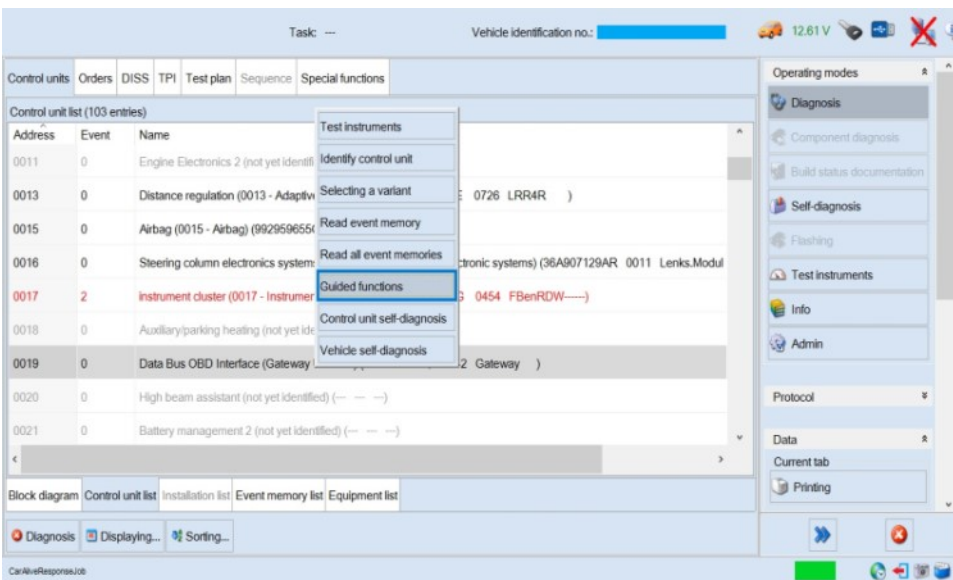 Task: ---
Vehicle identification no.:
12.61 V
Control units Orders DISS TPI Test plan Sequence Special functions
Control unit list (103 entries)
Address Event Name
0011 0 Engine Electronics 2 (not yet identifi
0013 0 Distance regulation (0013 - Adaptiv 0726 LRR4R )
0015 0 Airbag (0015 - Airbag) (992959655
0016 0 Steering column electronics system tronic systems) (36A907129AR 0011 Lenks.Modul
0017 2 instrument cluster (0017 - Instrumer 0454 FBenRDW------)
0018 0 Auxiliary/parking heating (not yet ide
0019 0 Data Bus OBD Interface (Gateway Gateway )
0020 0 High beam assistant (not yet identified) (--- --- ---)
0021 0 Battery management 2 (not yet identified) (--- --- ---)
Test instruments
Identify control unit
Selecting a variant
Read event memory
Read all event memories
Guided functions
Control unit self-diagnosis
Vehicle self-diagnosis
Block diagram Control unit list Installation list Event memory list Equipment list
Diagnosis Displaying... Sorting...
CarAliveResponseJob
Operating modes
Diagnosis
Component diagnosis
Build status documentation
Self-diagnosis
Flashing
Test instruments
Info
Admin
Protocol
Data
Current tab
Printing